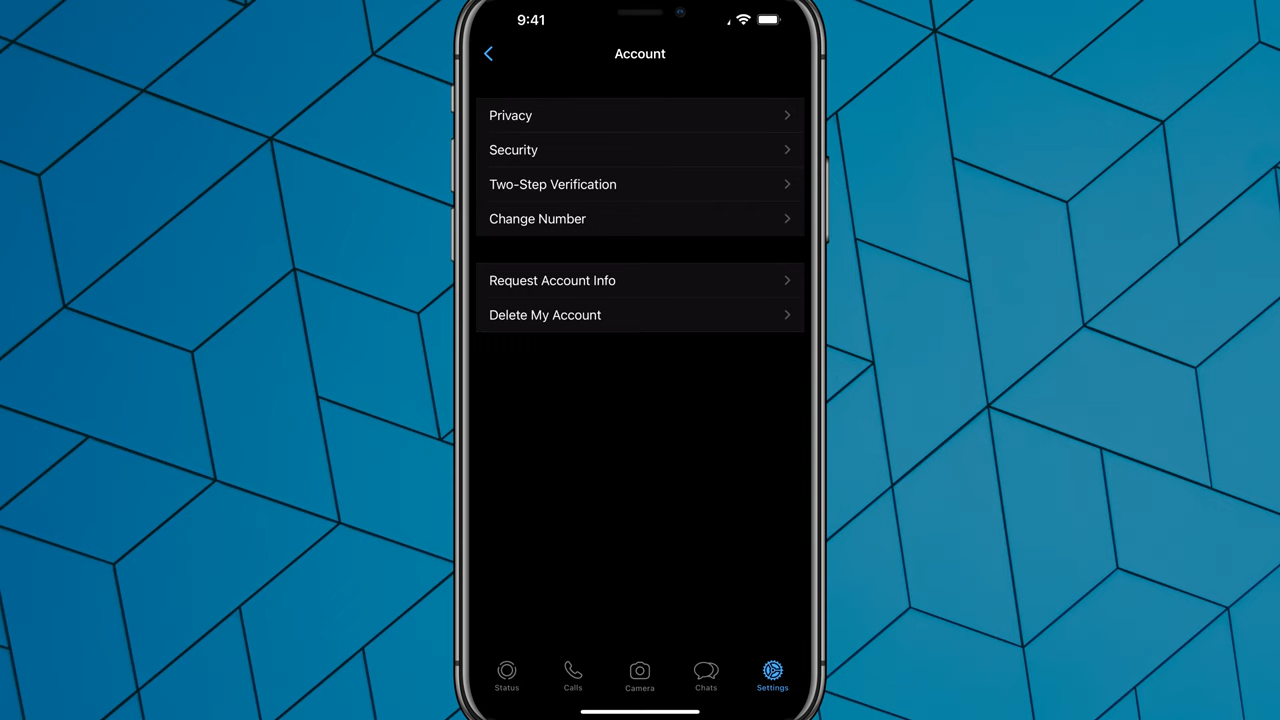 9:41
Account
Privacy
Security
Two-Step Verification
Change Number
Request Account Info
Delete My Account
Status
Calls
Camera
Chats
Settings